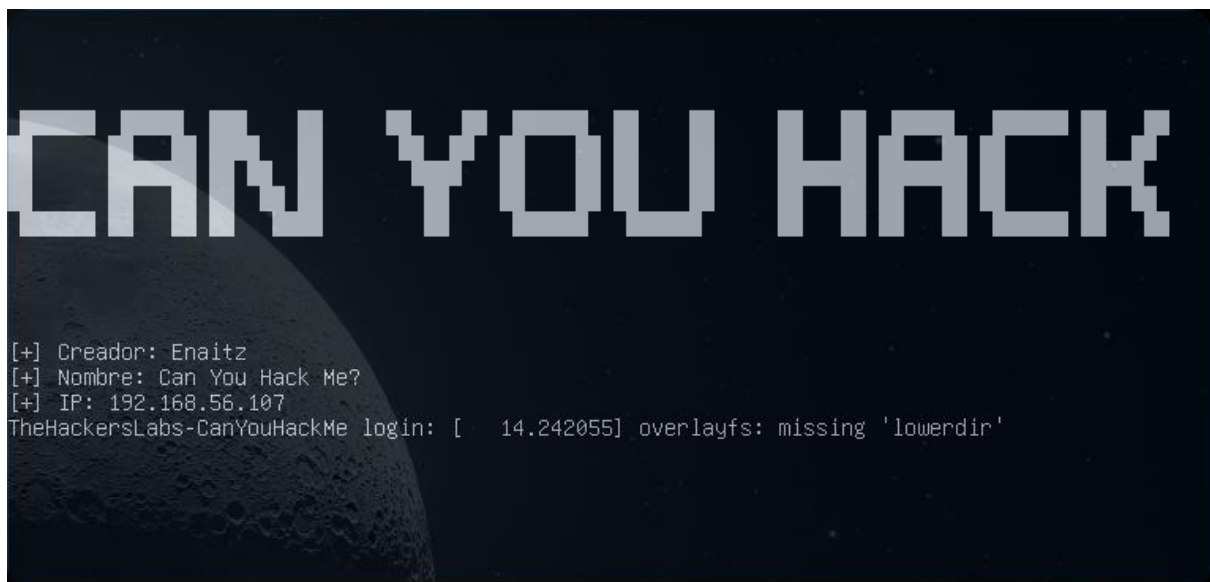 CAN YOU HACK
[+] Creador: Enaitz
[+] Nombre: Can You Hack Me?
[+] IP: 192.168.56.107
TheHackersLabs-CanYouHackMe login: [   14.242055] overlayfs: missing 'lowerdir'